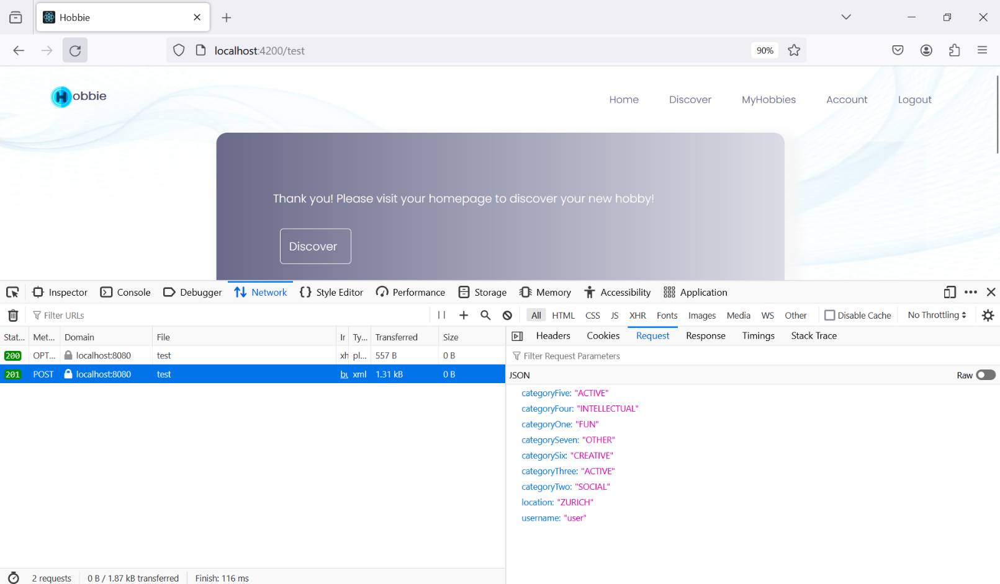 Hobbie
localhost:4200/test
90%
Hobbie
Home Discover MyHobbies Account Logout
Thank you! Please visit your homepage to discover your new hobby!
Discover
Inspector Console Debugger Network Style Editor Performance Storage Memory Accessibility Application
Filter URLs
All HTML CSS JS XHR Fonts Images Media WS Other Disable Cache No Throttling
Stat... Met... Domain File Ir Ty... Transferred Size
200 OPT... localhost:8080 test xh pl... 557 B 0 B
201 POST localhost:8080 test bu xml 1.31 kB 0 B
Headers Cookies Request Response Timings Stack Trace
Filter Request Parameters
JSON Raw
categoryFive: "ACTIVE"
categoryFour: "INTELLECTUAL"
categoryOne: "FUN"
categorySeven: "OTHER"
categorySix: "CREATIVE"
categoryThree: "ACTIVE"
categoryTwo: "SOCIAL"
location: "ZURICH"
username: "user"
2 requests 0 B / 1.87 kB transferred Finish: 116 ms